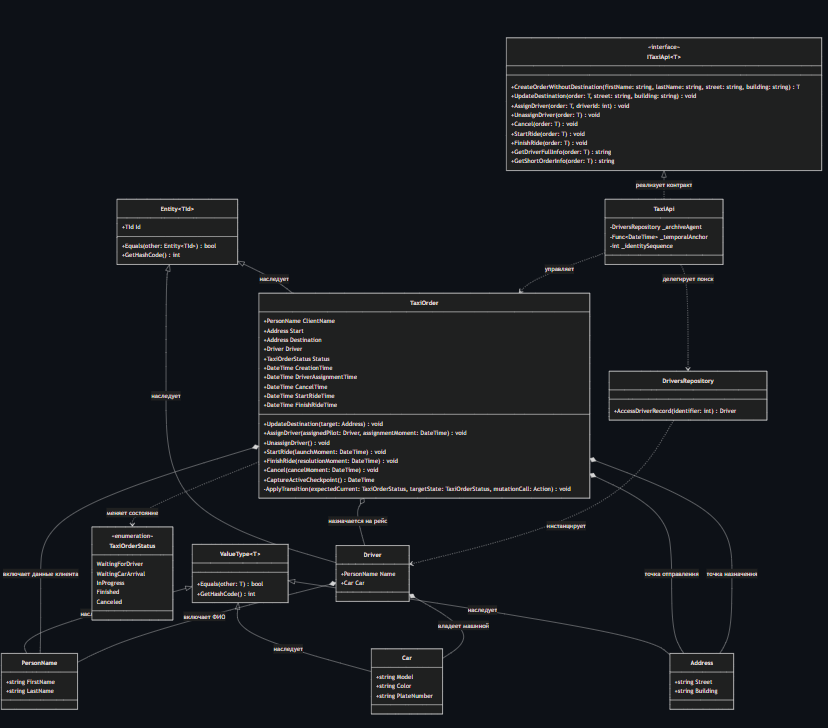 «interface»
ITaxiApi<T>
+CreateOrderWithoutDestination(firstName: string, lastName: string, street: string, building: string) : T
+UpdateDestination(order: T, street: string, building: string) : void
+AssignDriver(order: T, driverId: int) : void
+UnassignDriver(order: T) : void
+Cancel(order: T) : void
+StartRide(order: T) : void
+FinishRide(order: T) : void
+GetDriverFullInfo(order: T) : string
+GetShortOrderInfo(order: T) : string
реализует контракт
Entity<TId>
+TId Id
+Equals(other: Entity<TId>) : bool
+GetHashCode() : int
TaxiApi
-DriversRepository _archiveAgent
-Func<DateTime> _temporalAnchor
-int _identitySequence
управляет
наследует
делегирует поиск
TaxiOrder
+PersonName ClientName
+Address Start
+Address Destination
+Driver Driver
+TaxiOrderStatus Status
+DateTime CreationTime
+DateTime DriverAssignmentTime
+DateTime CancelTime
+DateTime StartRideTime
+DateTime FinishRideTime
+UpdateDestination(target: Address) : void
+AssignDriver(assignedPilot: Driver, assignmentMoment: DateTime) : void
+UnassignDriver() : void
+StartRide(launchMoment: DateTime) : void
+FinishRide(resolutionMoment: DateTime) : void
+Cancel(cancelMoment: DateTime) : void
+CaptureActiveCheckpoint() : DateTime
-ApplyTransition(expectedCurrent: TaxiOrderStatus, targetState: TaxiOrderStatus, mutationCall: Action) : void
DriversRepository
+AccessDriverRecord(identifier: int) : Driver
наследует
меняет состояние
назначается на рейс
инстанцирует
«enumeration»
TaxiOrderStatus
WaitingForDriver
WaitingCarArrival
InProgress
Finished
Canceled
ValueType<T>
+Equals(other: T) : bool
+GetHashCode() : int
Driver
+PersonName Name
+Car Car
включает данные клиента
точка отправления
точка назначения
нас
включает ФИО
наследует
владеет машиной
наследует
PersonName
+string FirstName
+string LastName
Car
+string Model
+string Color
+string PlateNumber
Address
+string Street
+string Building